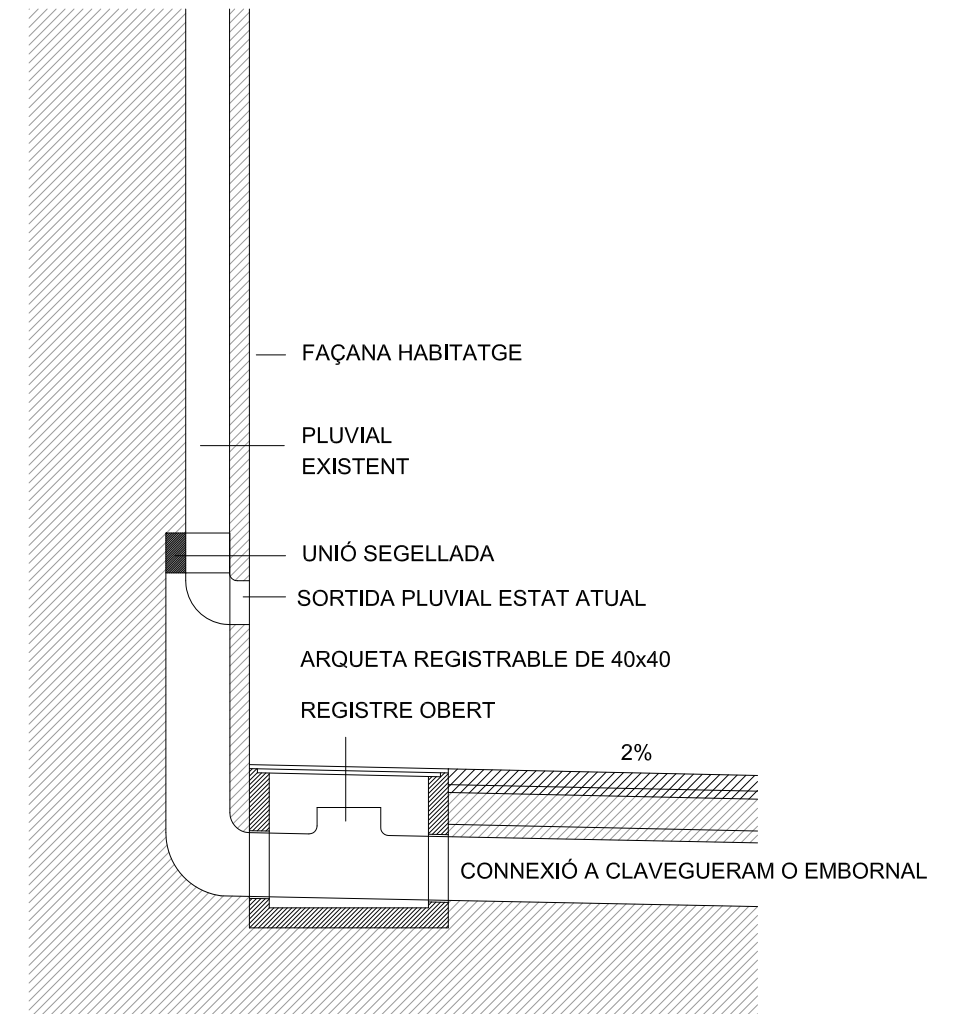 FAÇANA HABITATGE
PLUVIAL
EXISTENT
UNIÓ SEGELLADA
SORTIDA PLUVIAL ESTAT ATUAL
ARQUETA REGISTRABLE DE 40x40
REGISTRE OBERT
2%
CONNEXIÓ A CLAVEGUERAM O EMBORNAL